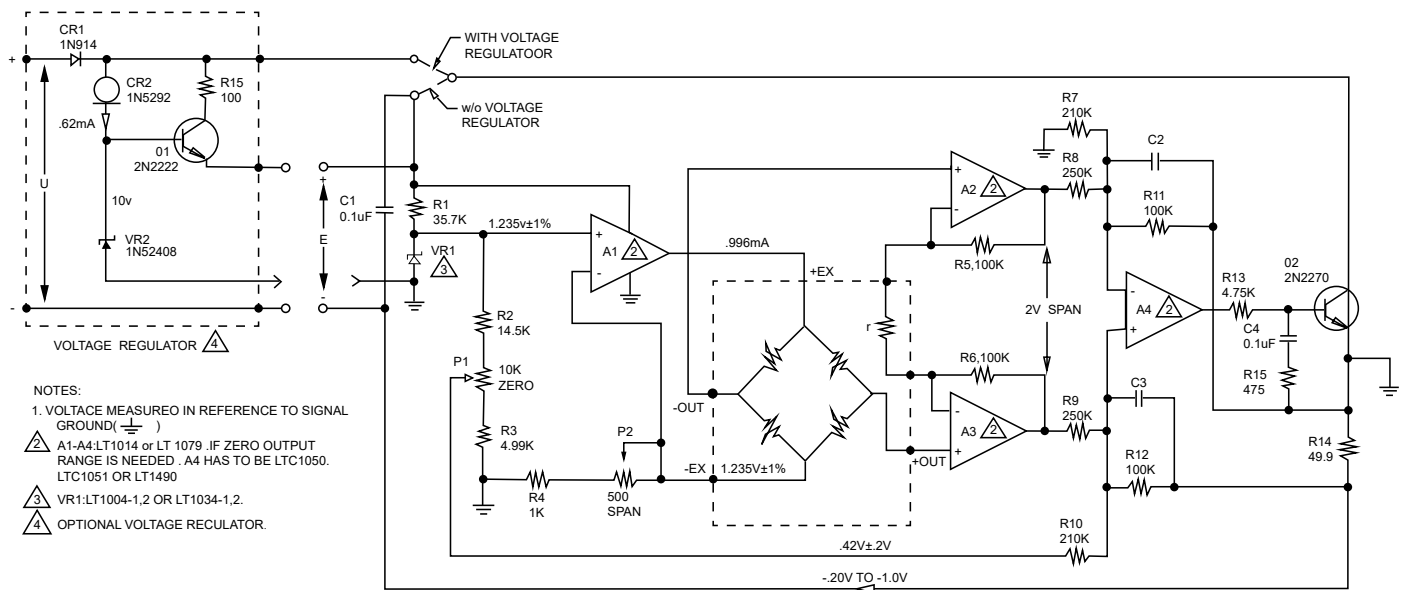 CR1
1N914
+
CR2
1N5292
.62mA
R15
100
01
2N2222
U
10v
VR2
1N52408
-
VOLTAGE REGULATOR 4
WITH VOLTAGE
REGULATOOR
w/o VOLTAGE
REGULATOR
+
E
-
C1
0.1uF
R1
35.7K
1.235v±1%
VR1
3
+
A1 2
-
.996mA
+EX
R2
14.5K
P1
10K
ZERO
R3
4.99K
R4
1K
P2
500
SPAN
-OUT
-EX
1.235V±1%
+OUT
r
+
A2 2
-
R5,100K
2V SPAN
R6,100K
-
A3 2
+
R7
210K
R8
250K
C2
R11
100K
-
A4 2
+
R9
250K
C3
R12
100K
R10
210K
.42V±.2V
-.20V TO -1.0V
R13
4.75K
02
2N2270
C4
0.1uF
R15
475
R14
49.9
NOTES:
1. VOLTACE MEASUREO IN REFERENCE TO SIGNAL
GROUND( )
2 A1-A4:LT1014 or LT 1079 .IF ZERO OUTPUT
RANGE IS NEEDED . A4 HAS TO BE LTC1050.
LTC1051 OR LT1490
3 VR1:LT1004-1,2 OR LT1034-1,2.
4 OPTIONAL VOLTAGE RECULATOR.